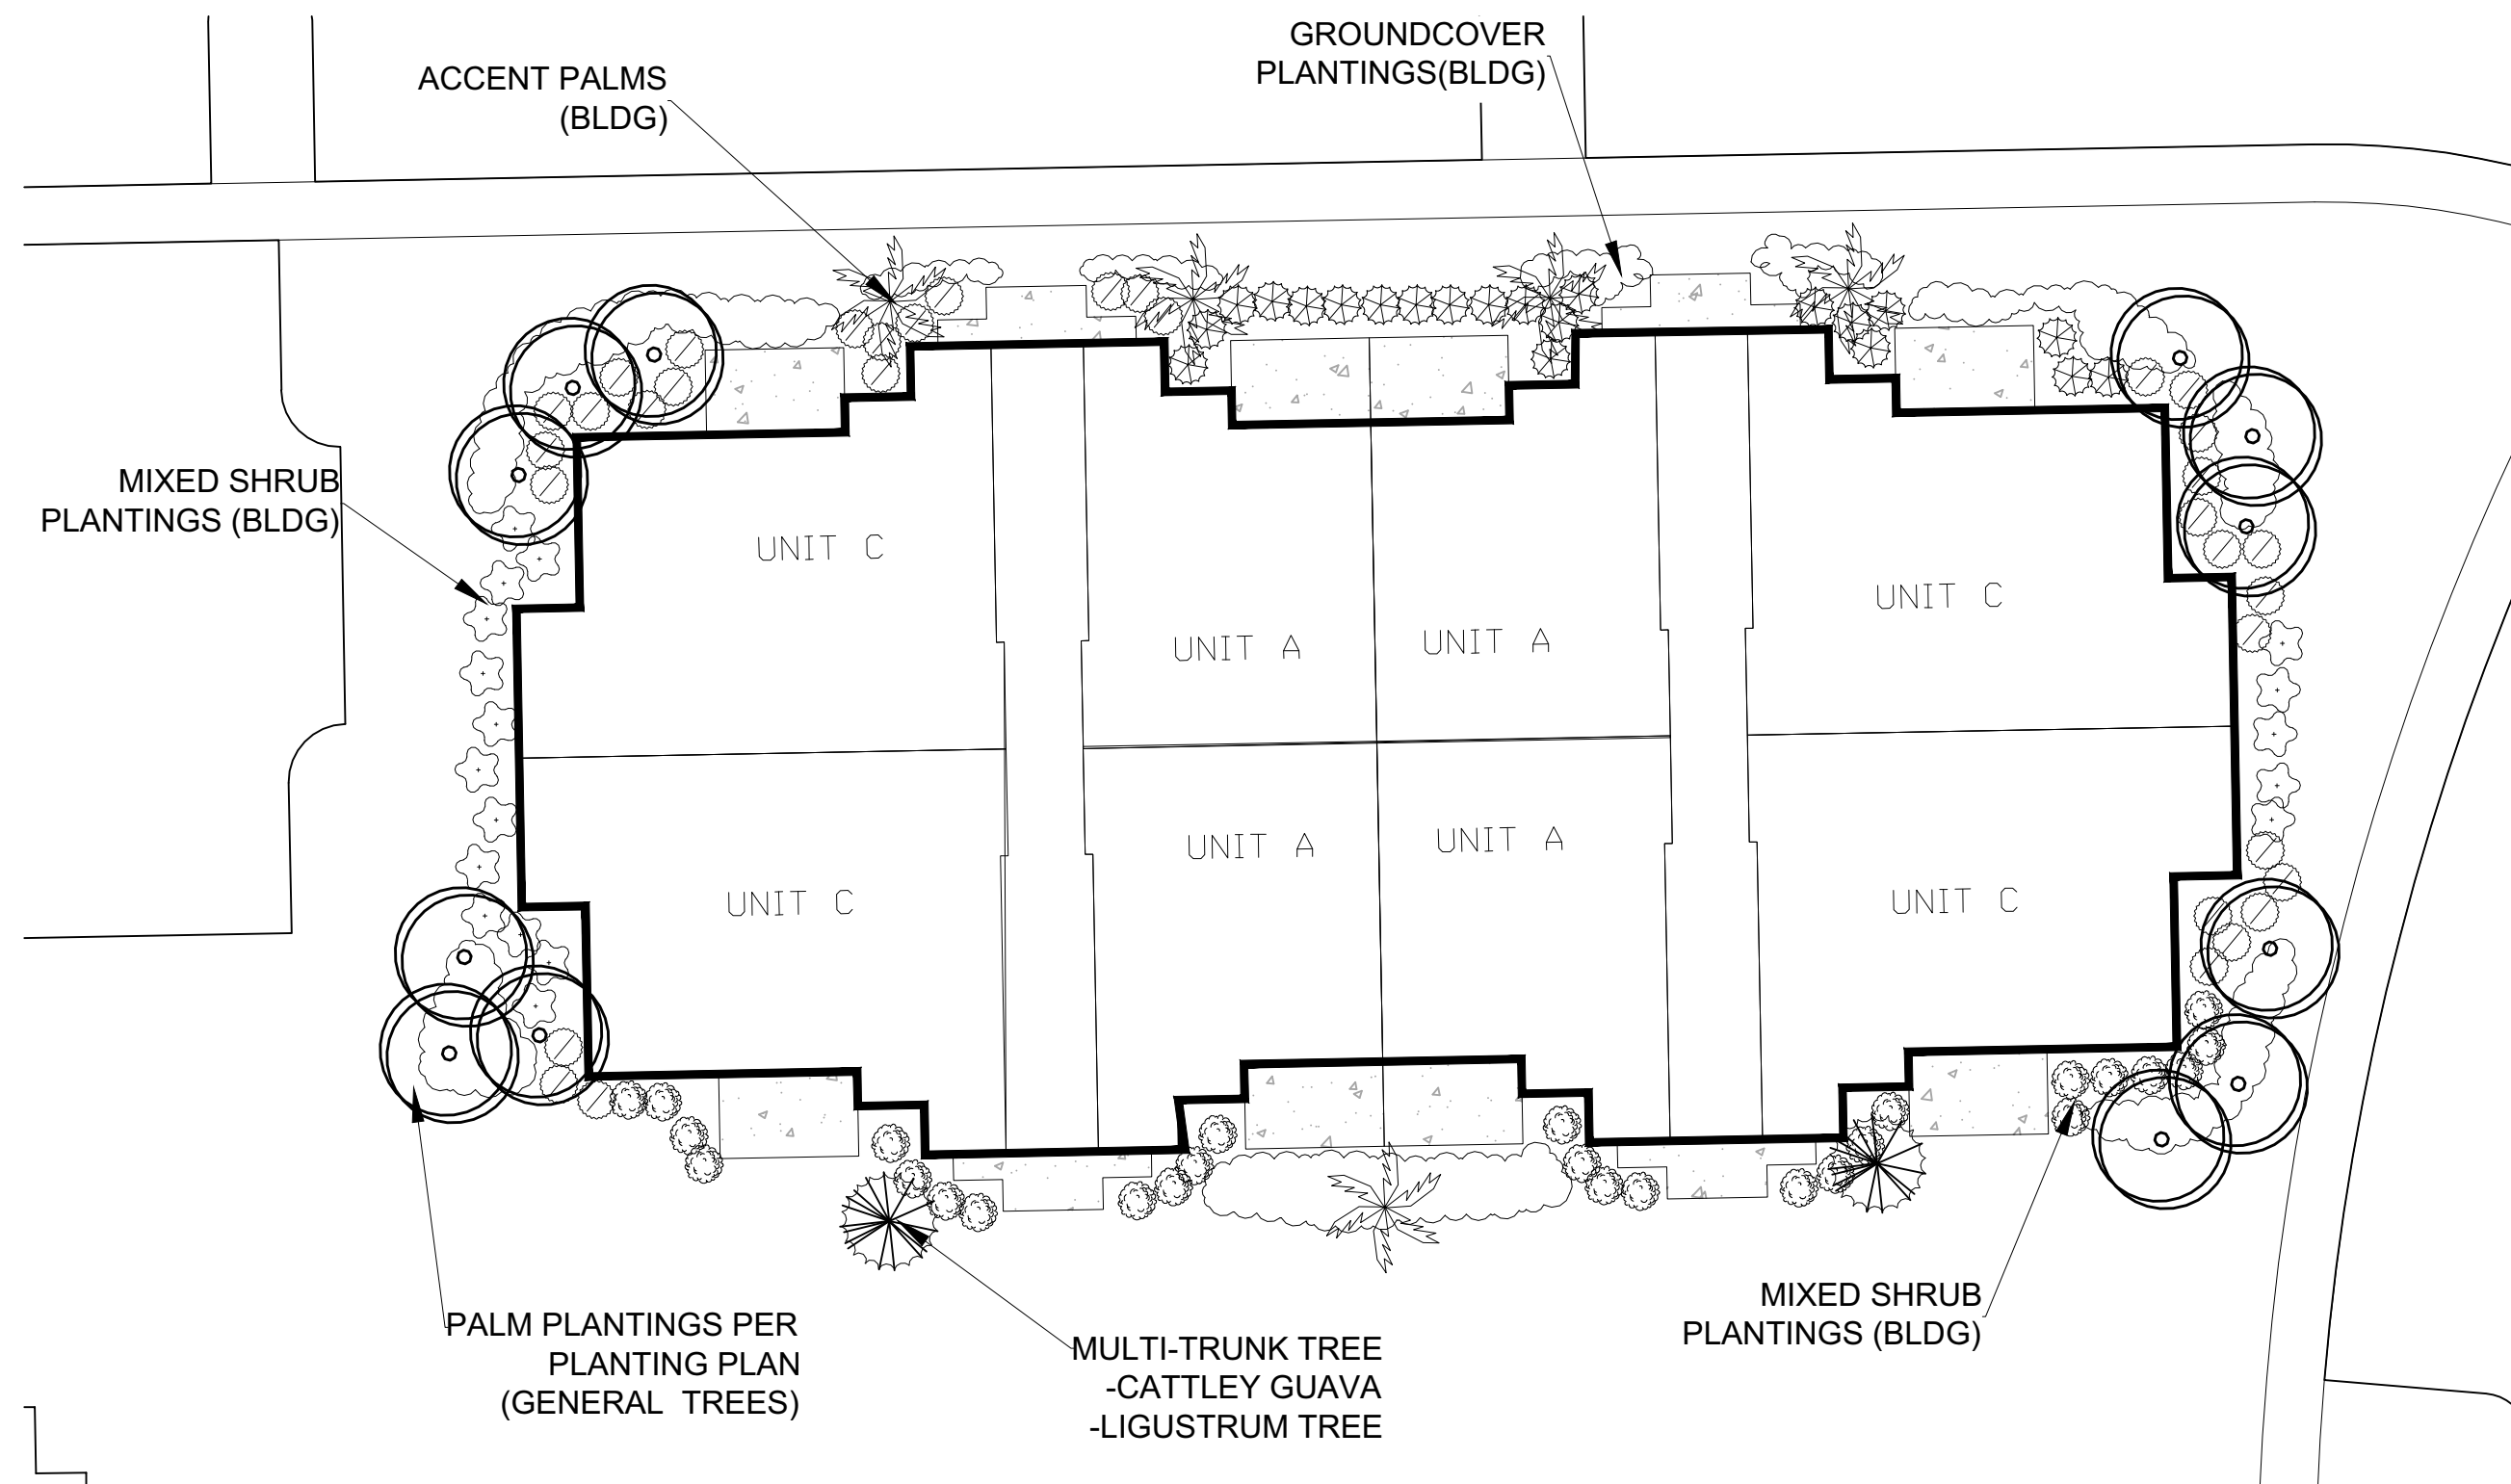 GROUNDCOVER
PLANTINGS(BLDG)
ACCENT PALMS
(BLDG)
MIXED SHRUB
PLANTINGS (BLDG)
UNIT C
UNIT C
UNIT A
UNIT A
UNIT A
UNIT A
UNIT C
UNIT C
MIXED SHRUB
PLANTINGS (BLDG)
PALM PLANTINGS PER
PLANTING PLAN
(GENERAL TREES)
MULTI-TRUNK TREE
-CATTLEY GUAVA
-LIGUSTRUM TREE